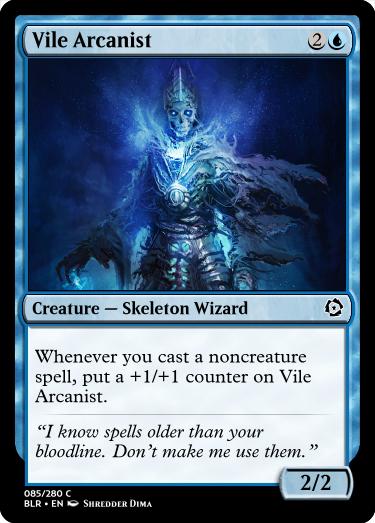 Vile Arcanist 2
Creature — Skeleton Wizard
Whenever you cast a noncreature
spell, put a +1/+1 counter on Vile
Arcanist.
“I know spells older than your
bloodline. Don’t make me use them.”
2/2
085/280 C
BLR • EN Shredder Dima